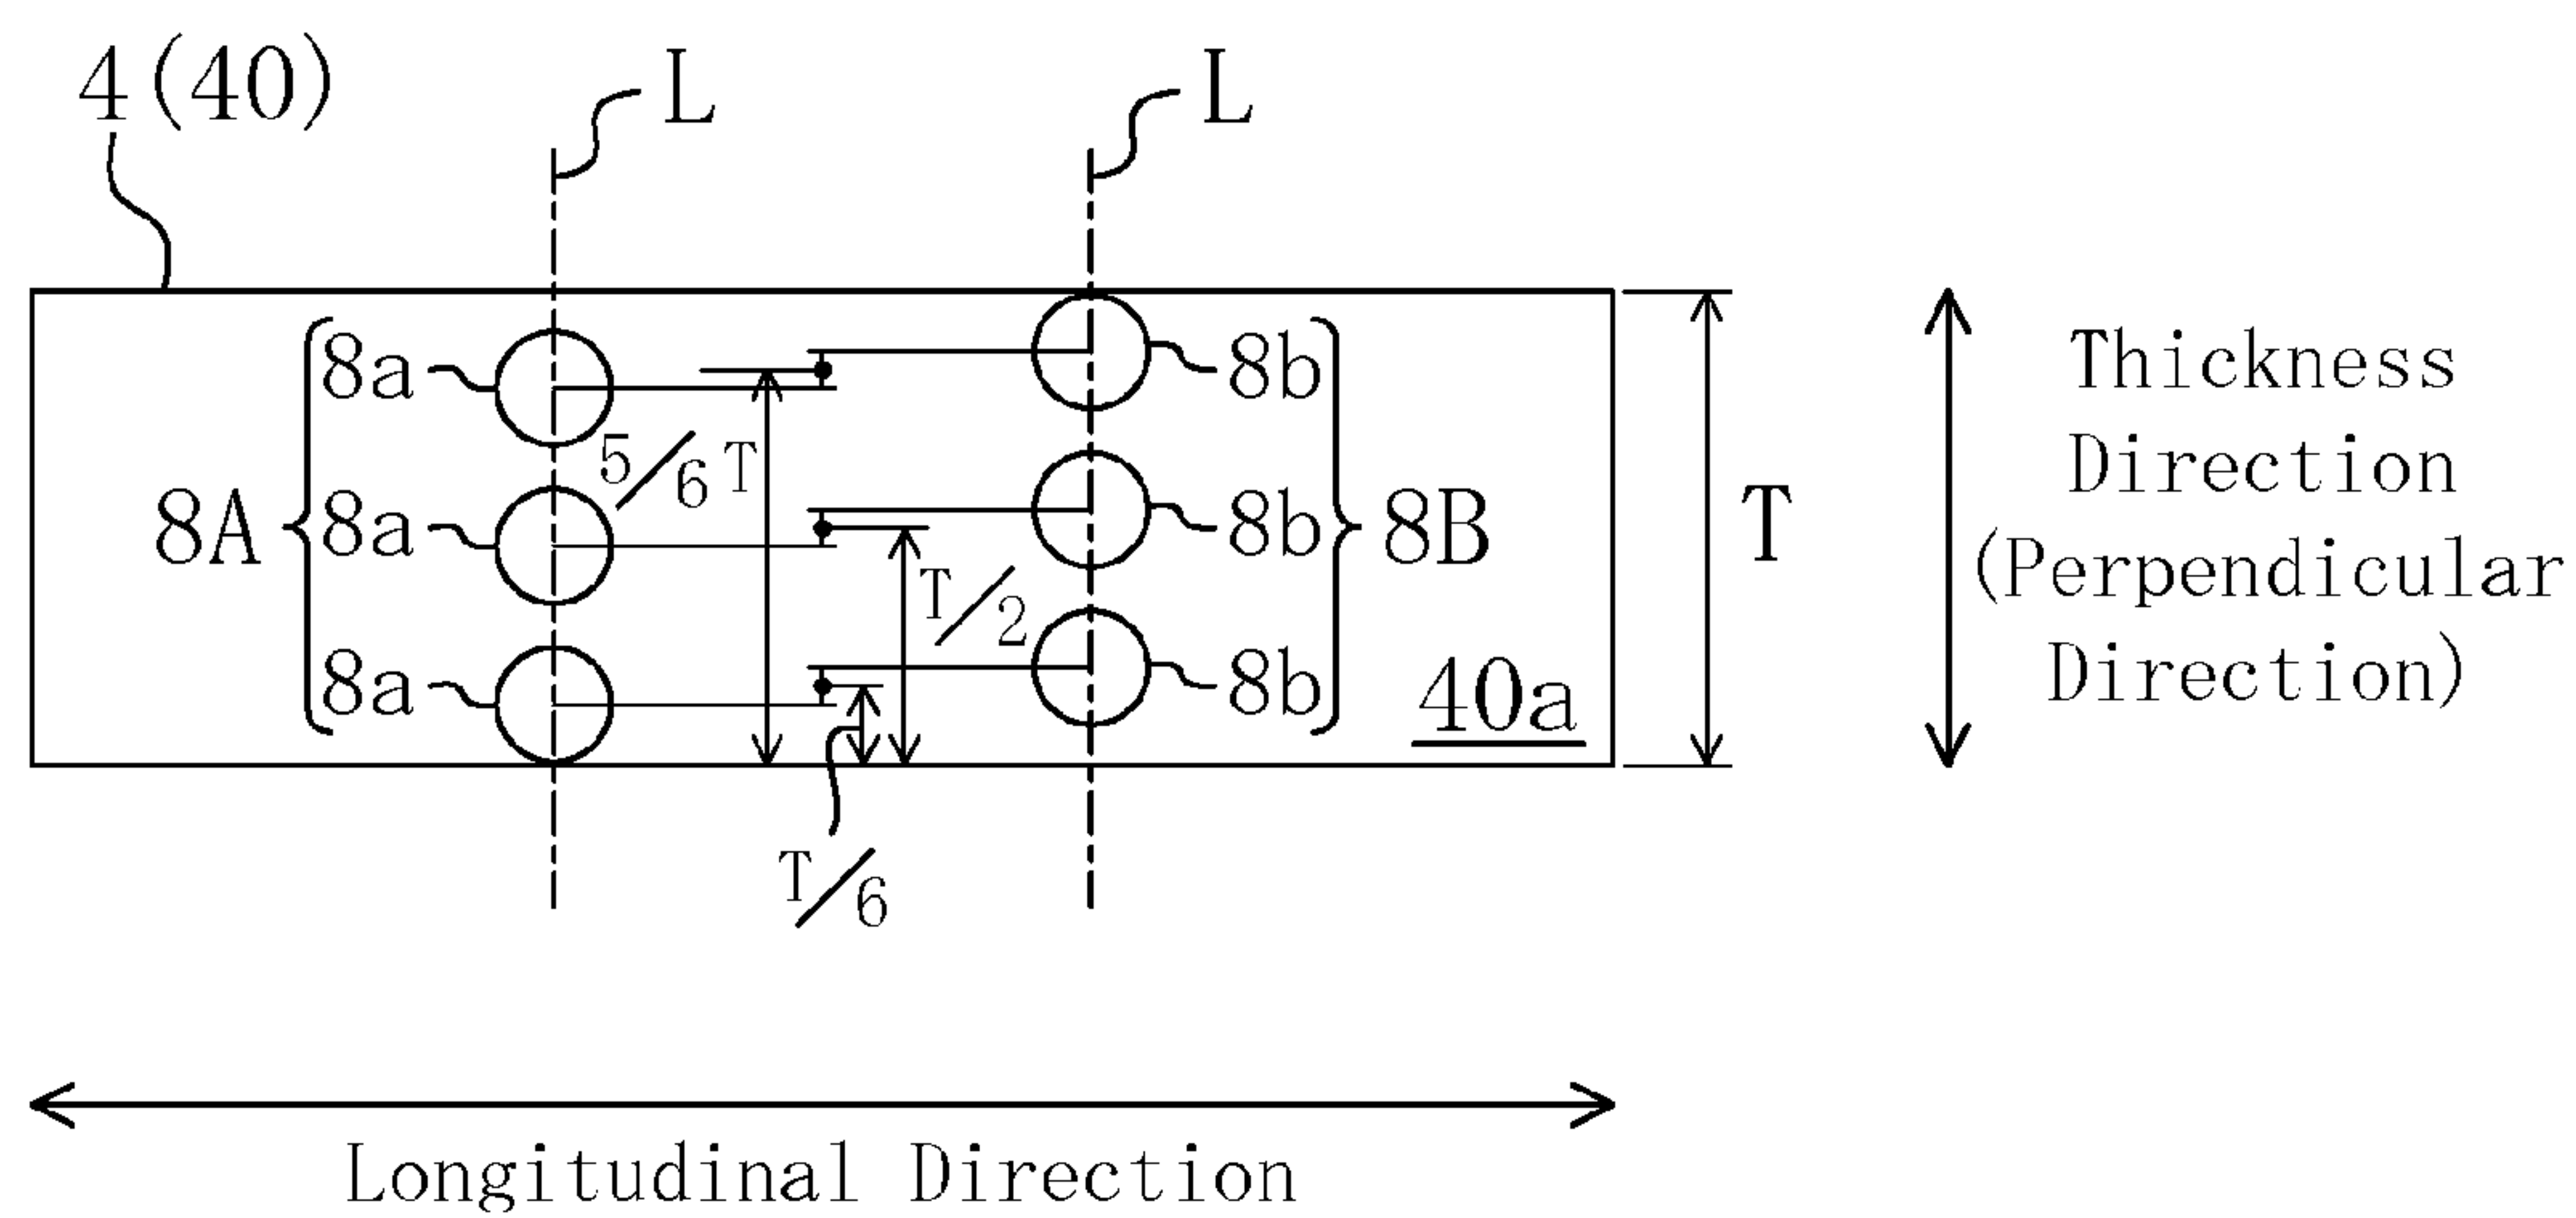 4(40)
L
L
8a
8b
5/6 T
Thickness
Direction
(Perpendicular
Direction)
8A
8a
8b
8B
T
T/2
8a
8b
40a
T/6
Longitudinal Direction